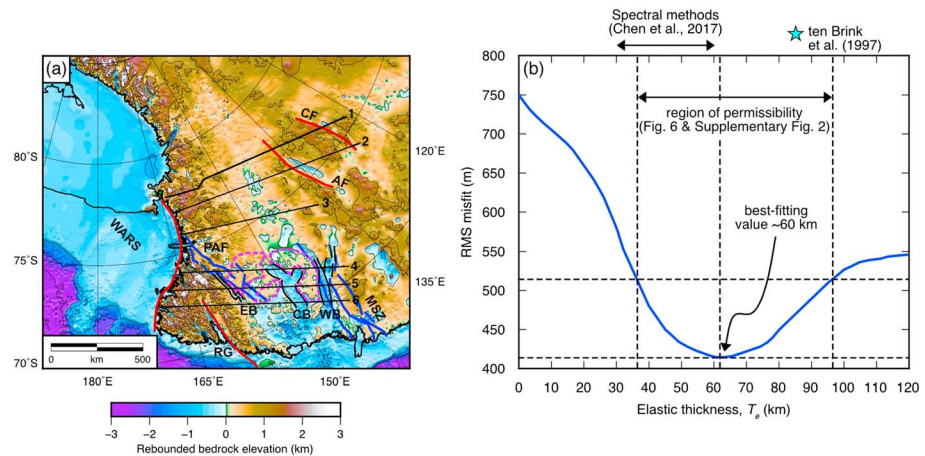 (a)
CF
1
2
AF
3
WARS
PAF
4
5
6
EB
CB
WB
MSZ
RG
80°S
75°S
70°S
120°E
135°E
180°E
165°E
150°E
0 km 500
−3 −2 −1 0 1 2 3
Rebounded bedrock elevation (km)
Spectral methods
(Chen et al., 2017)
ten Brink
et al. (1997)
(b)
region of permissibility
(Fig. 6 & Supplementary Fig. 2)
best-fitting
value ~60 km
RMS misfit (m)
800
750
700
650
600
550
500
450
400
0 10 20 30 40 50 60 70 80 90 100 110 120
Elastic thickness, Te (km)